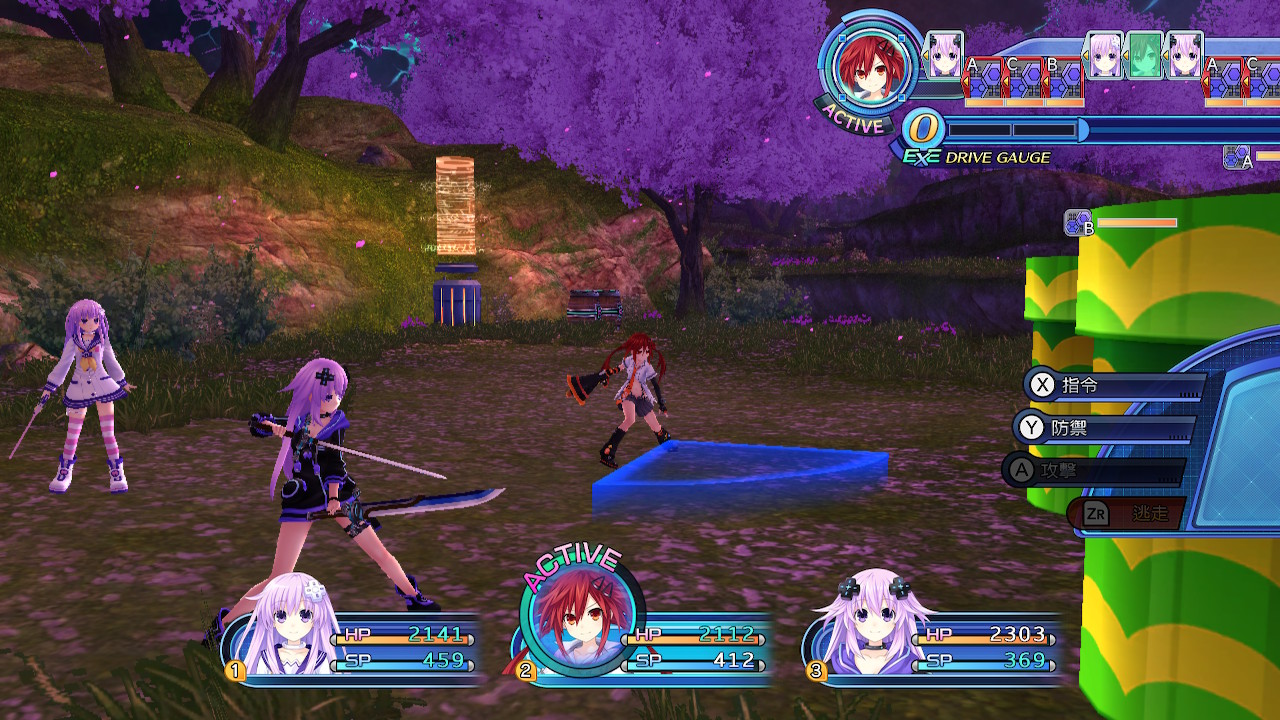 A C B
A C
ACTIVE
0
EXE DRIVE GAUGE
A
B
X 指令
Y 防禦
A 攻擊
ZR 逃走
ACTIVE
HP 2141
SP 459
1
HP 2112
SP 412
2
HP 2303
SP 369
3